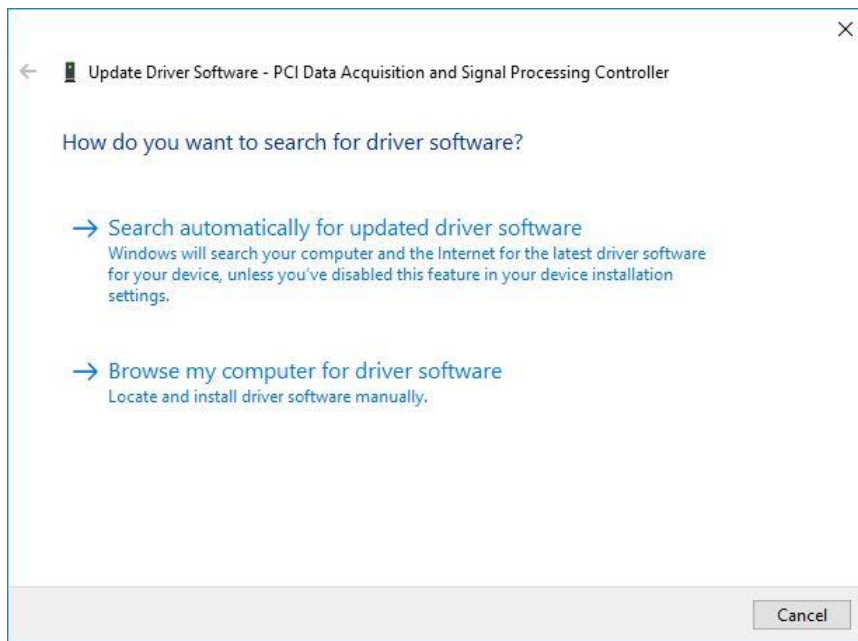 Update Driver Software - PCI Data Acquisition and Signal Processing Controller
How do you want to search for driver software?
Search automatically for updated driver software
Windows will search your computer and the Internet for the latest driver software
for your device, unless you've disabled this feature in your device installation
settings.
Browse my computer for driver software
Locate and install driver software manually.
Cancel